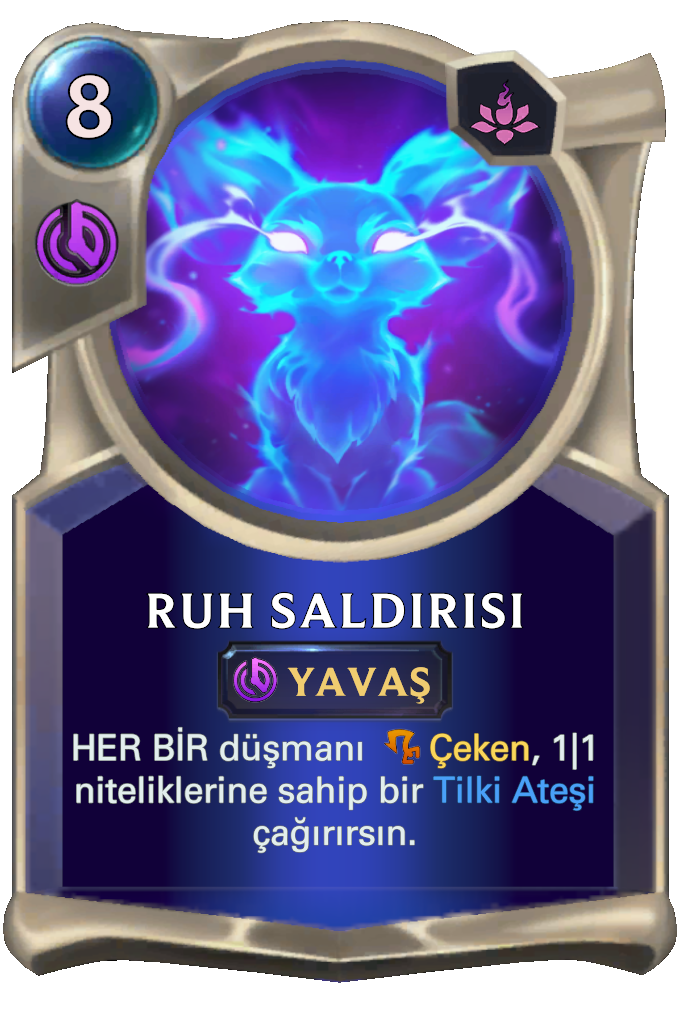 8
RUH SALDIRISI
YAVAŞ
HER BİR düşmanı Çeken, 1|1
niteliklerine sahip bir Tilki Ateşi
çağırırsın.